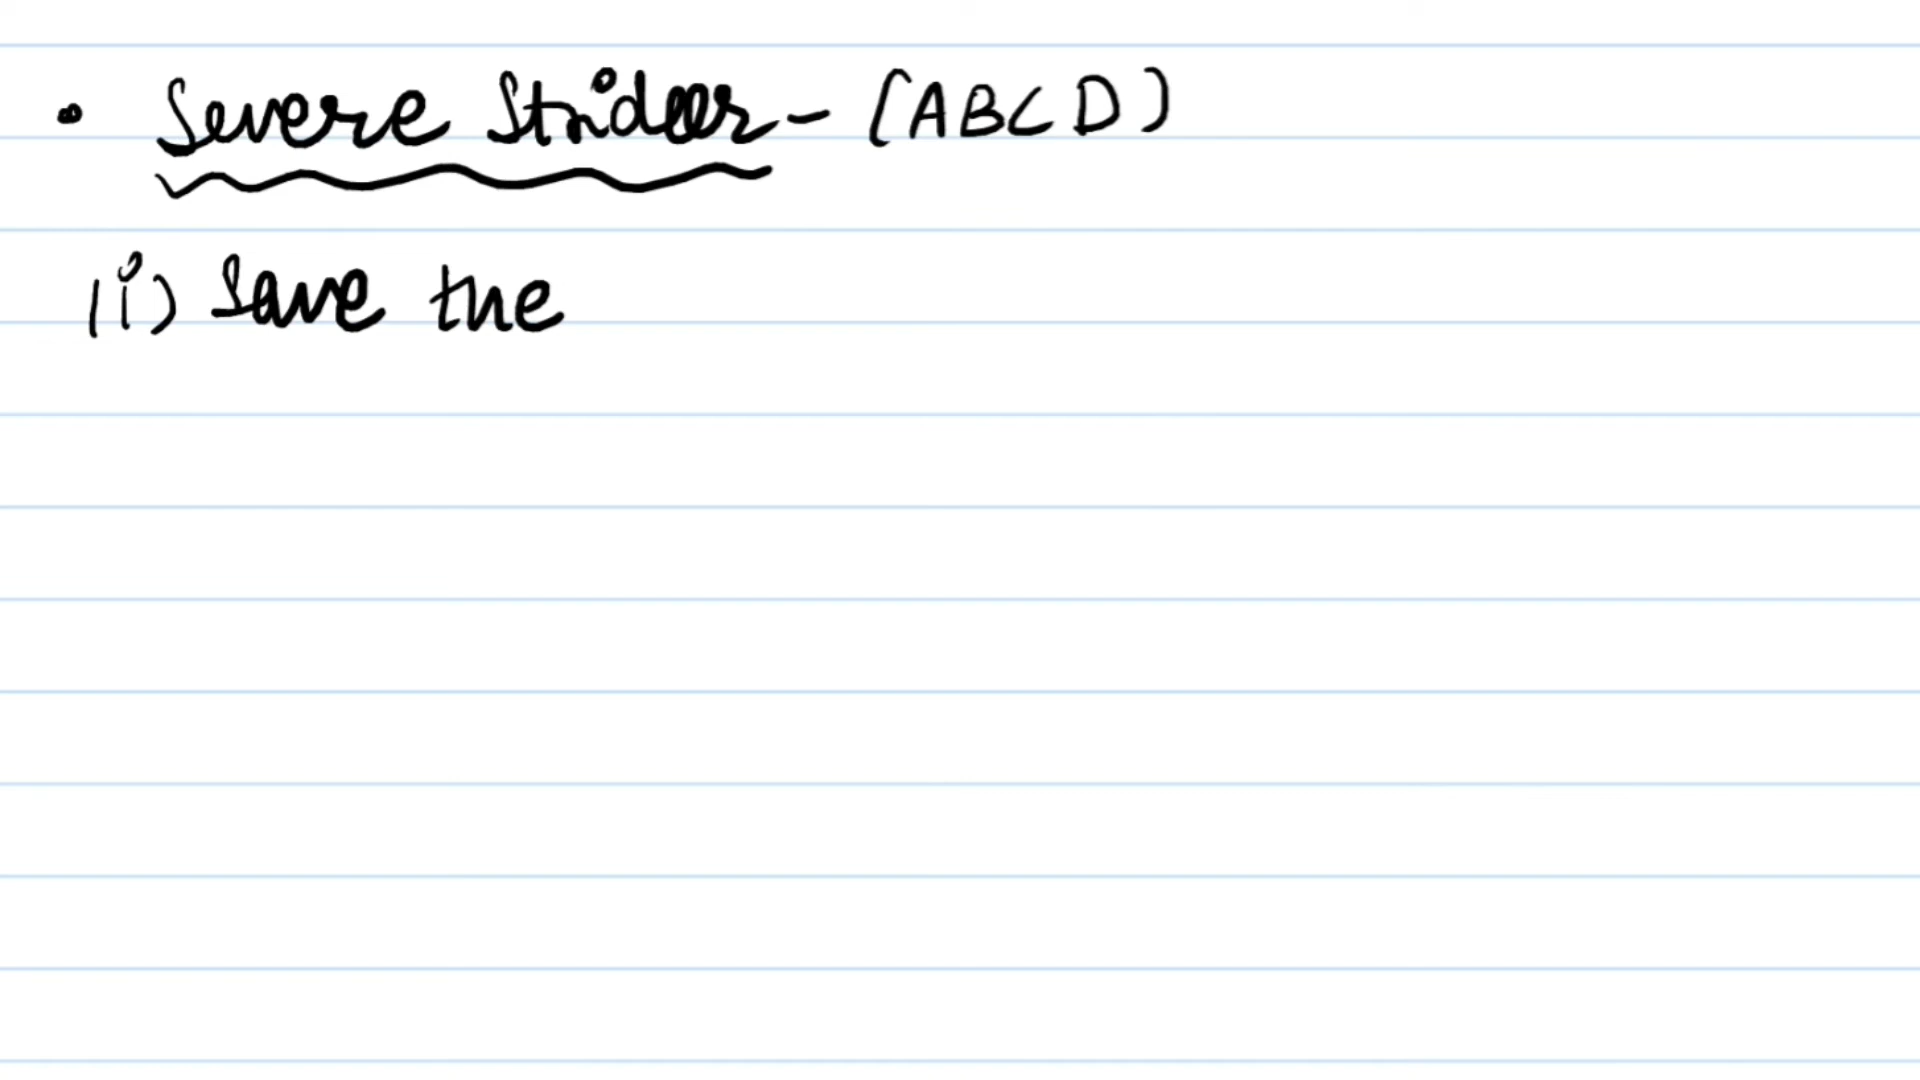 • Severe Stridor - (ABCD)
(i) Save the